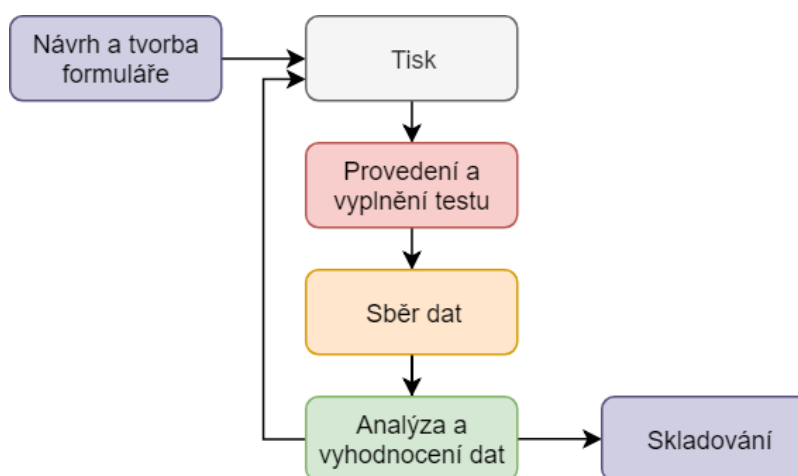 Návrh a tvorba
formuláře
Tisk
Provedení a
vyplnění testu
Sběr dat
Analýza a
vyhodnocení dat
Skladování